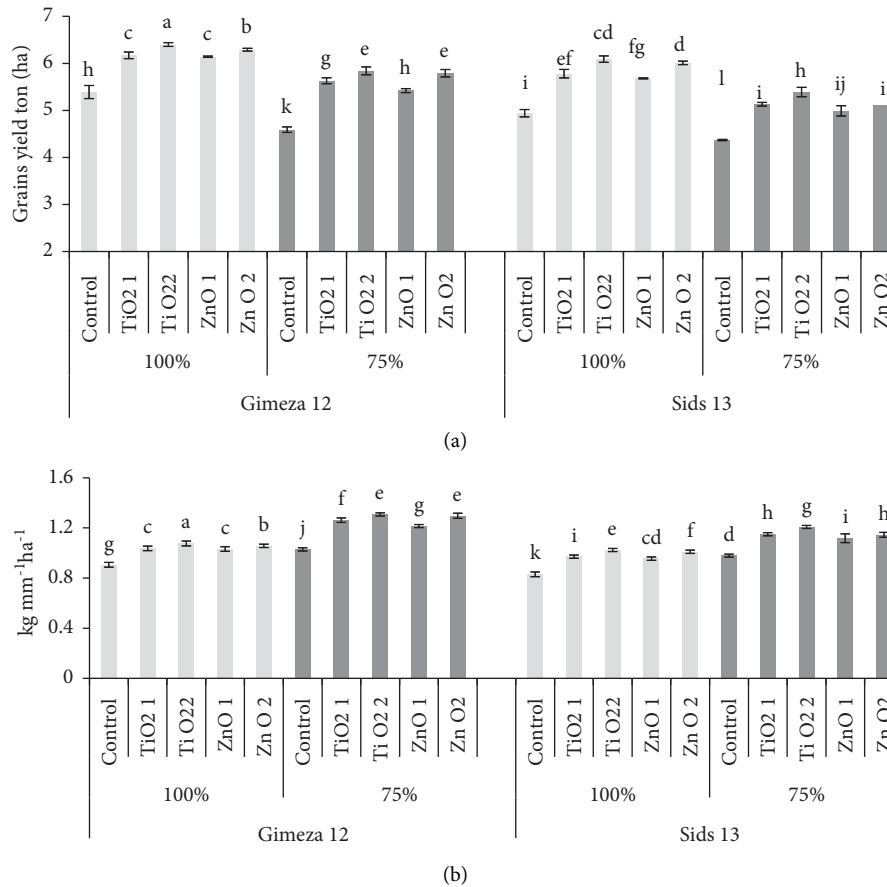 7
6
5
4
3
2
Grains yield ton (ha)
h c a c b k g e h e i ef cd fg d l i h ij i
Control TiO2 1 Ti O22 ZnO 1 Zn O 2 Control TiO2 1 Ti O2 2 ZnO 1 Zn O2 Control TiO2 1 Ti O22 ZnO 1 Zn O 2 Control TiO2 1 Ti O2 2 ZnO 1 Zn O2
100% 75% 100% 75%
Gimeza 12 Sids 13
(a)
1.6
1.2
0.8
0.4
0
kg mm-1ha-1
g c a c b j f e g e k i e cd f d h g i h
Control TiO2 1 Ti O22 ZnO 1 Zn O 2 Control TiO2 1 Ti O2 2 ZnO 1 Zn O2 Control TiO2 1 Ti O22 ZnO 1 Zn O 2 Control TiO2 1 Ti O2 2 ZnO 1 Zn O2
100% 75% 100% 75%
Gimeza 12 Sids 13
(b)